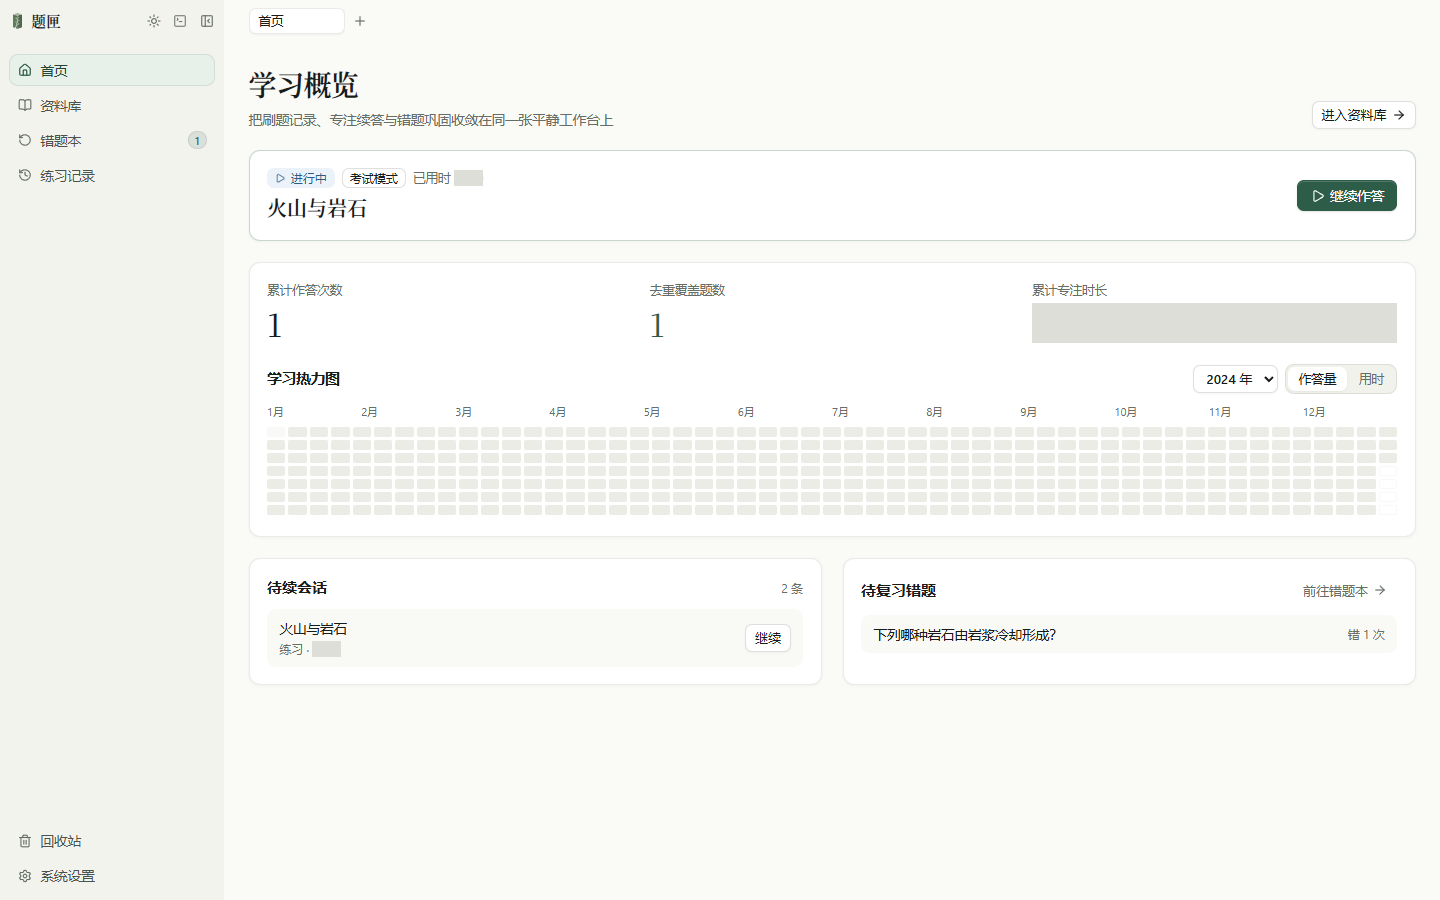 题匣
首页
资料库
错题本 1
练习记录
回收站
系统设置
首页
学习概览
把刷题记录、专注续答与错题巩固收敛在同一张平静工作台上
进入资料库
进行中 考试模式 已用时
火山与岩石
继续作答
累计作答次数 去重覆盖题数 累计专注时长
1 1
学习热力图 2024 年 作答量 用时
1月 2月 3月 4月 5月 6月 7月 8月 9月 10月 11月 12月
待续会话 2 条
火山与岩石
练习 ·
继续
待复习错题 前往错题本
下列哪种岩石由岩浆冷却形成? 错 1 次